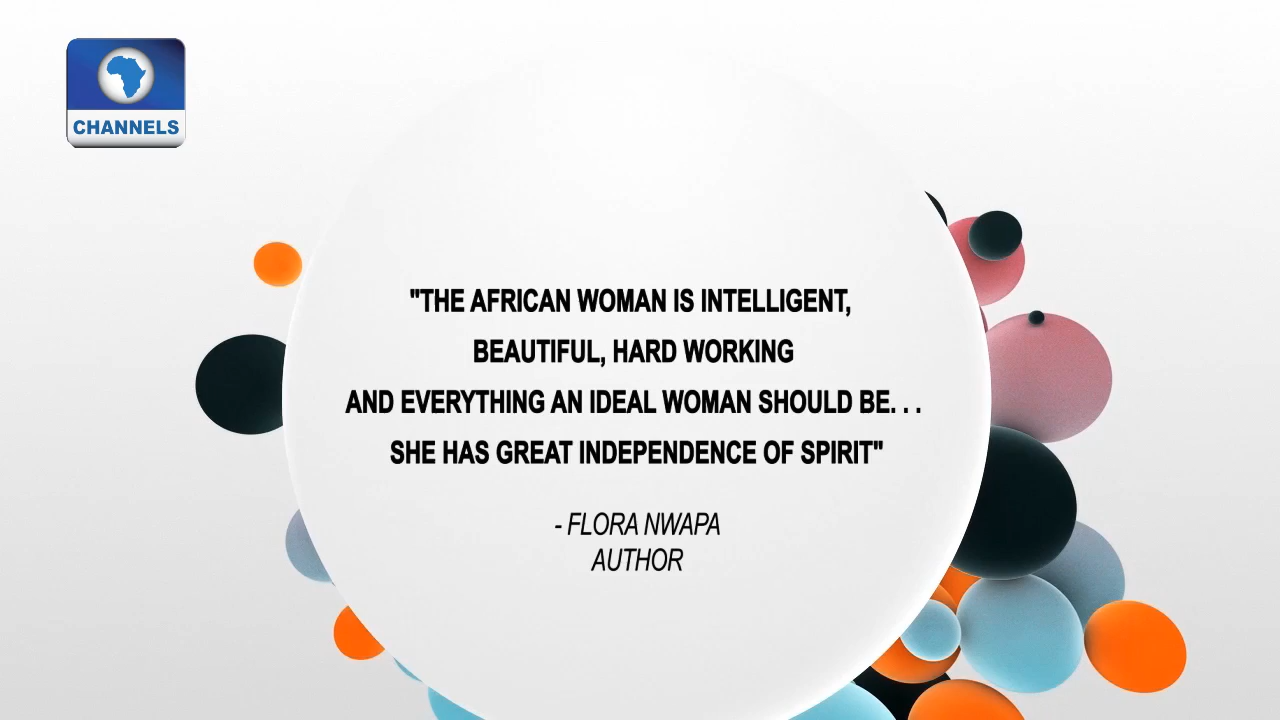 CHANNELS
"THE AFRICAN WOMAN IS INTELLIGENT,
BEAUTIFUL, HARD WORKING
AND EVERYTHING AN IDEAL WOMAN SHOULD BE. . .
SHE HAS GREAT INDEPENDENCE OF SPIRIT"
- FLORA NWAPA
AUTHOR